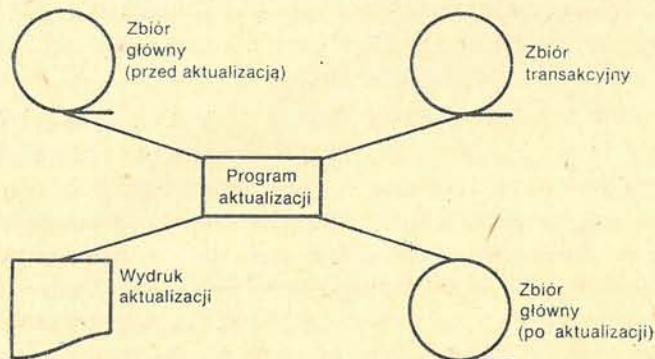 Zbiór
główny
(przed aktualizacją)
Zbiór
transakcyjny
Program
aktualizacji
Wydruk
aktualizacji
Zbiór
główny
(po aktualizacji)